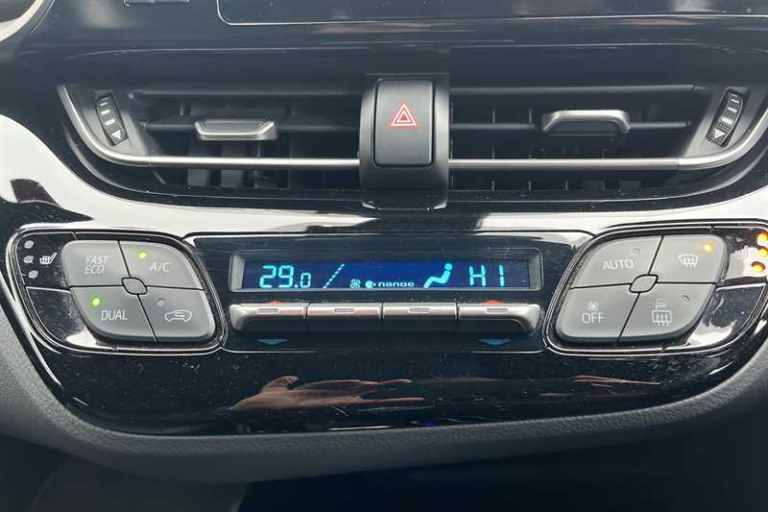 FAST
ECO
A/C
DUAL
29.0
nanoe
HI
AUTO
OFF